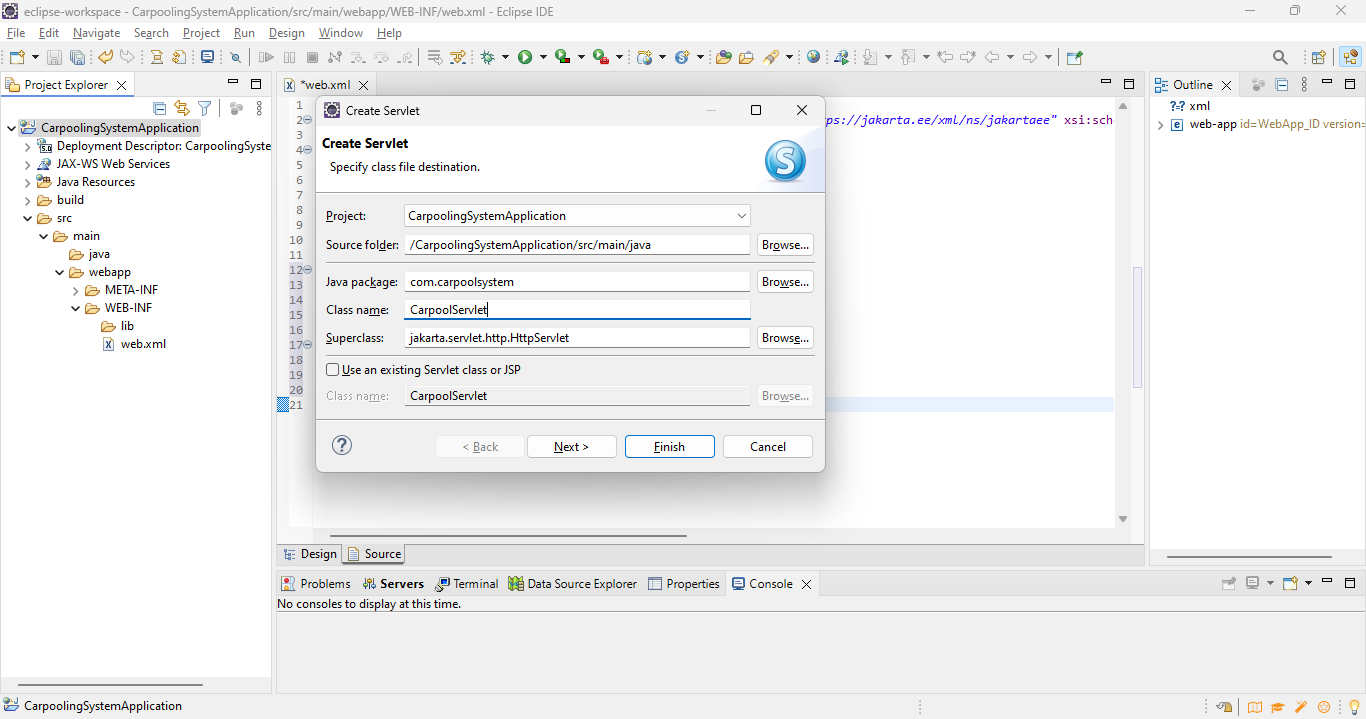 eclipse-workspace - CarpoolingSystemApplication/src/main/webapp/WEB-INF/web.xml - Eclipse IDE
File Edit Navigate Search Project Run Design Window Help
Project Explorer
CarpoolingSystemApplication
Deployment Descriptor: CarpoolingSyste
JAX-WS Web Services
Java Resources
build
src
main
java
webapp
META-INF
WEB-INF
lib
web.xml
*web.xml
1
2
3
4
5
6
7
8
9
10
11
12
13
14
15
16
17
18
19
20
21
ps://jakarta.ee/xml/ns/jakartaee" xsi:sch
Create Servlet
Create Servlet
Specify class file destination.
S
Project: CarpoolingSystemApplication
Source folder: /CarpoolingSystemApplication/src/main/java Browse...
Java package: com.carpoolsystem Browse...
Class name: CarpoolServlet
Superclass: jakarta.servlet.http.HttpServlet Browse...
Use an existing Servlet class or JSP
Class name: CarpoolServlet Browse...
? < Back Next > Finish Cancel
Design Source
Outline
?-? xml
e web-app id=WebApp_ID version=
Problems Servers Terminal Data Source Explorer Properties Console
No consoles to display at this time.
CarpoolingSystemApplication